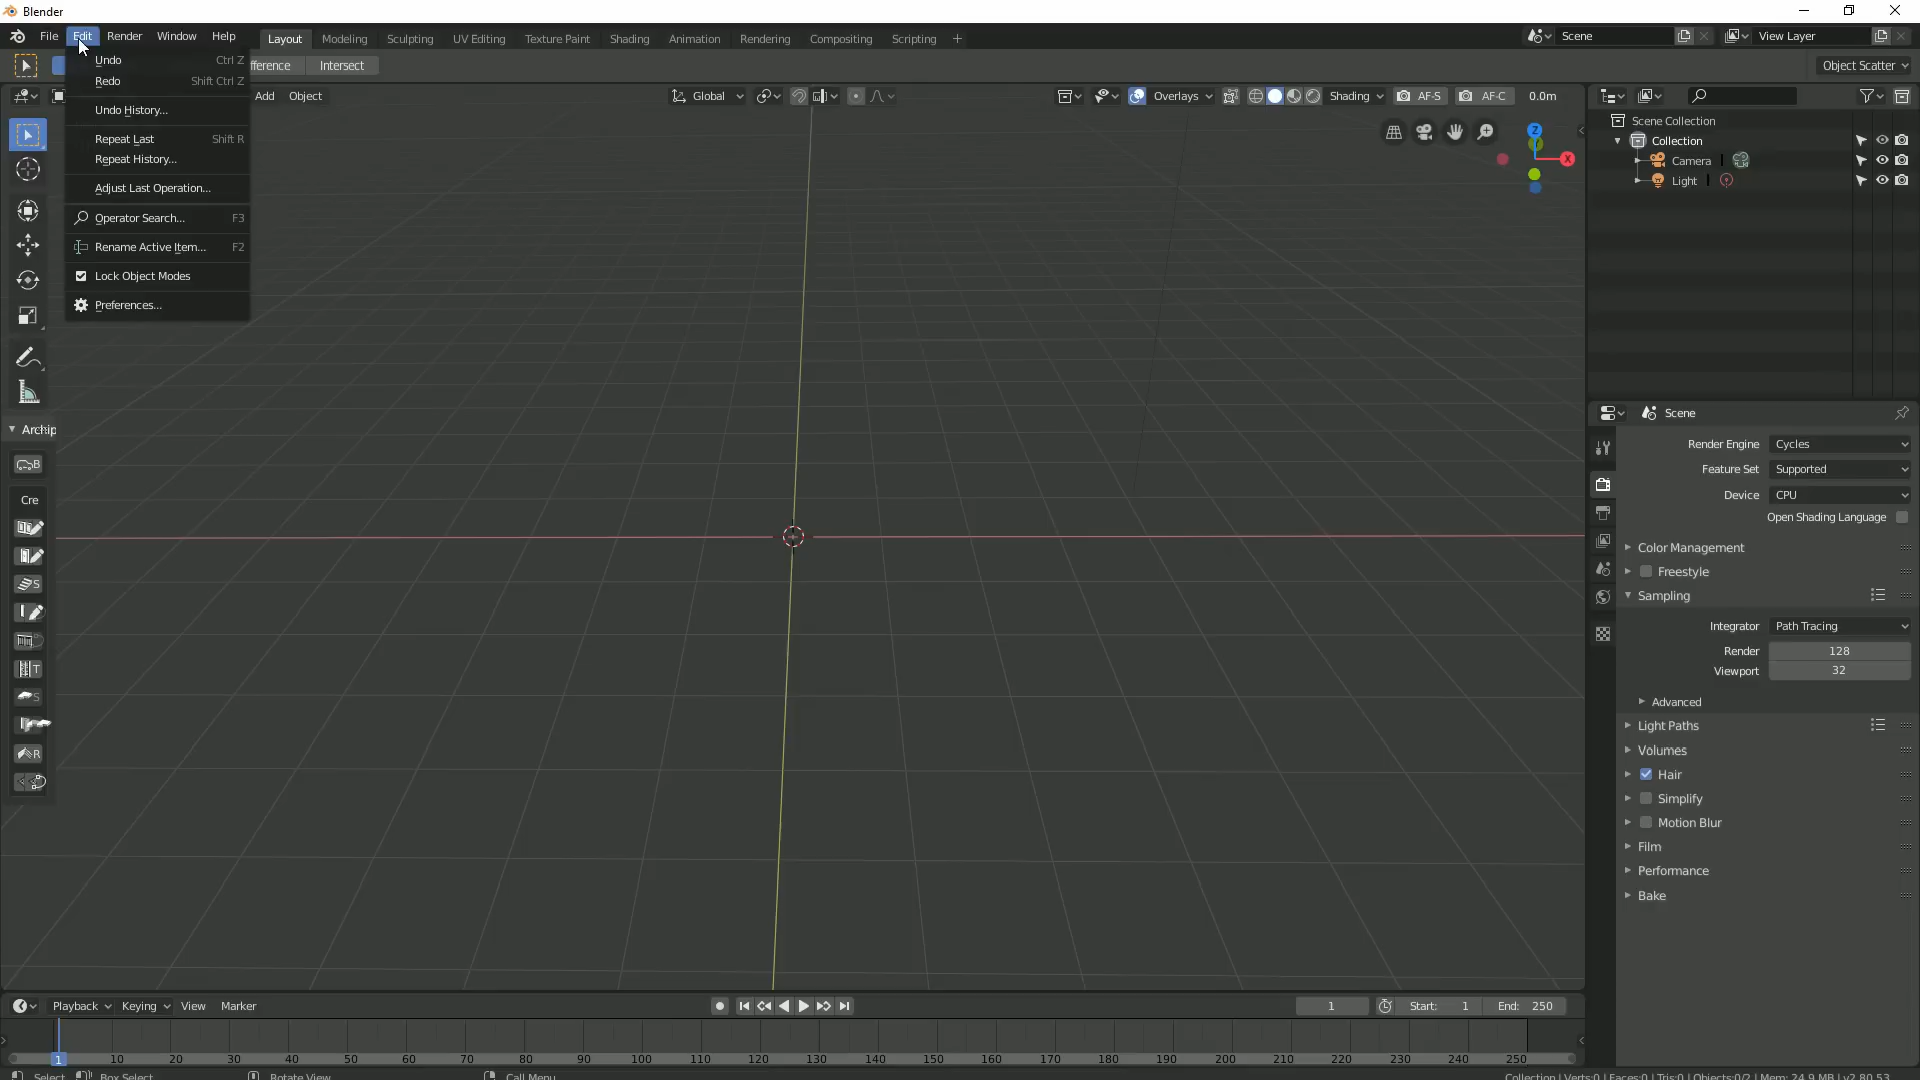 Blender
File Edit Render Window Help Layout Modeling Sculpting UV Editing Texture Paint Shading Animation Rendering Compositing Scripting + Scene View Layer
fference Intersect Object Scatter
Undo Ctrl Z
Redo Shift Ctrl Z
Undo History...
Repeat Last Shift R
Repeat History...
Adjust Last Operation...
Operator Search... F3
Rename Active Item... F2
Lock Object Modes
Preferences...
Add Object Global Overlays Shading AF-S AF-C 0.0m
Z
X
Archip
B
Cre
S
T
S
R
Scene Collection
Collection
Camera
Light
Scene
Render Engine Cycles
Feature Set Supported
Device CPU
Open Shading Language
Color Management
Freestyle
Sampling
Integrator Path Tracing
Render 128
Viewport 32
Advanced
Light Paths
Volumes
Hair
Simplify
Motion Blur
Film
Performance
Bake
Playback Keying View Marker 1 Start: 1 End: 250
1 10 20 30 40 50 60 70 80 90 100 110 120 130 140 150 160 170 180 190 200 210 220 230 240 250
Select Box Select Rotate View Call Menu Collection | Verts:0 | Faces:0 | Tris:0 | Objects:0/2 | Mem: 24.9 MB | v2.80.53